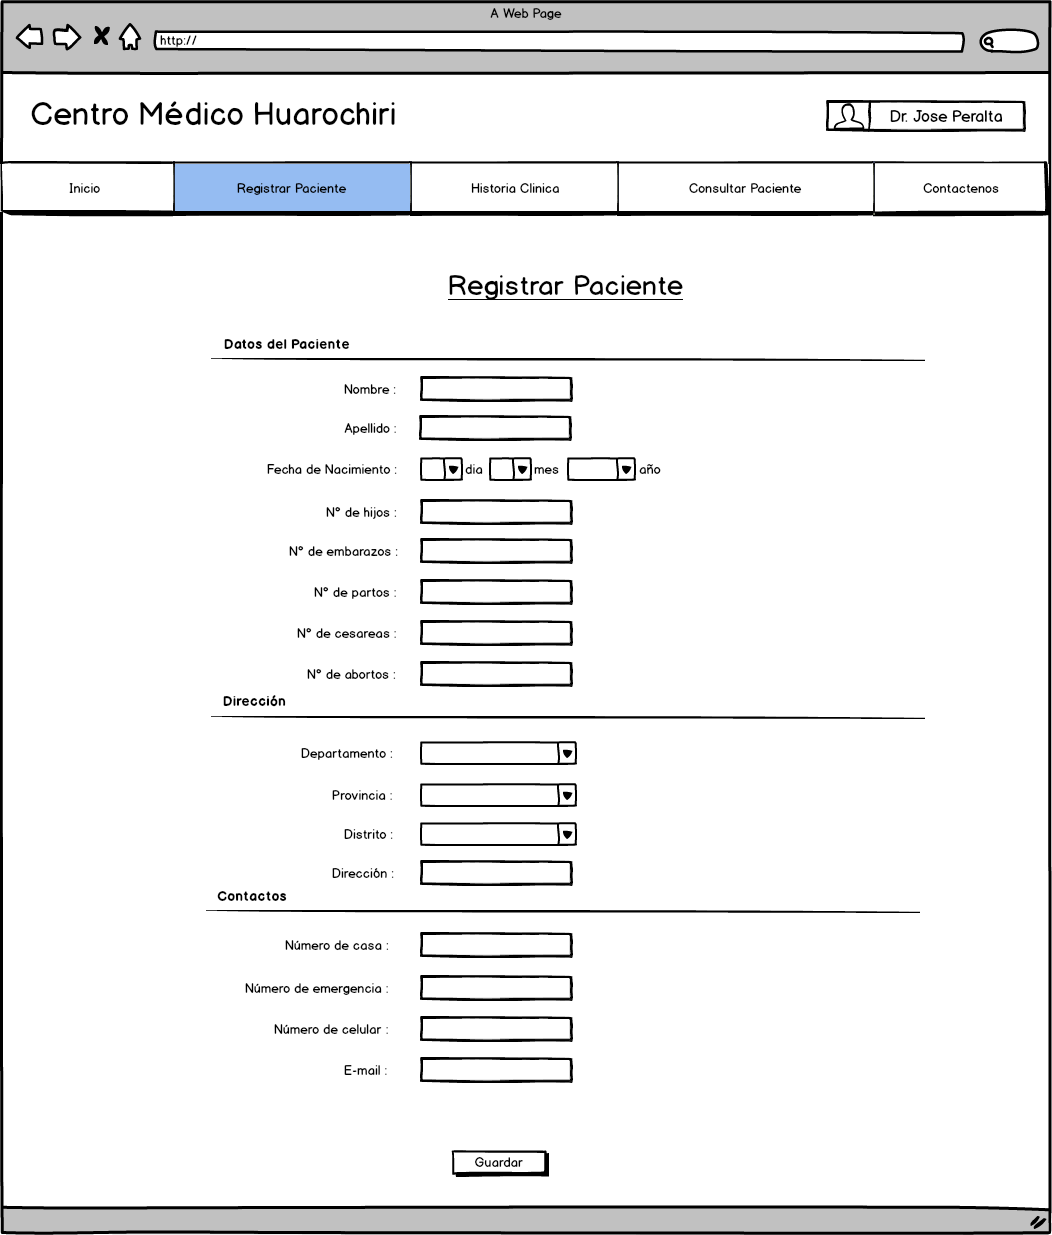 A Web Page
http://
Centro Médico Huarochiri
Dr. Jose Peralta
Inicio
Registrar Paciente
Historia Clinica
Consultar Paciente
Contactenos
Registrar Paciente
Datos del Paciente
Nombre :
Apellido :
Fecha de Nacimiento : dia mes año
N° de hijos :
N° de embarazos :
N° de partos :
N° de cesareas :
N° de abortos :
Dirección
Departamento :
Provincia :
Distrito :
Dirección :
Contactos
Número de casa :
Número de emergencia :
Número de celular :
E-mail :
Guardar